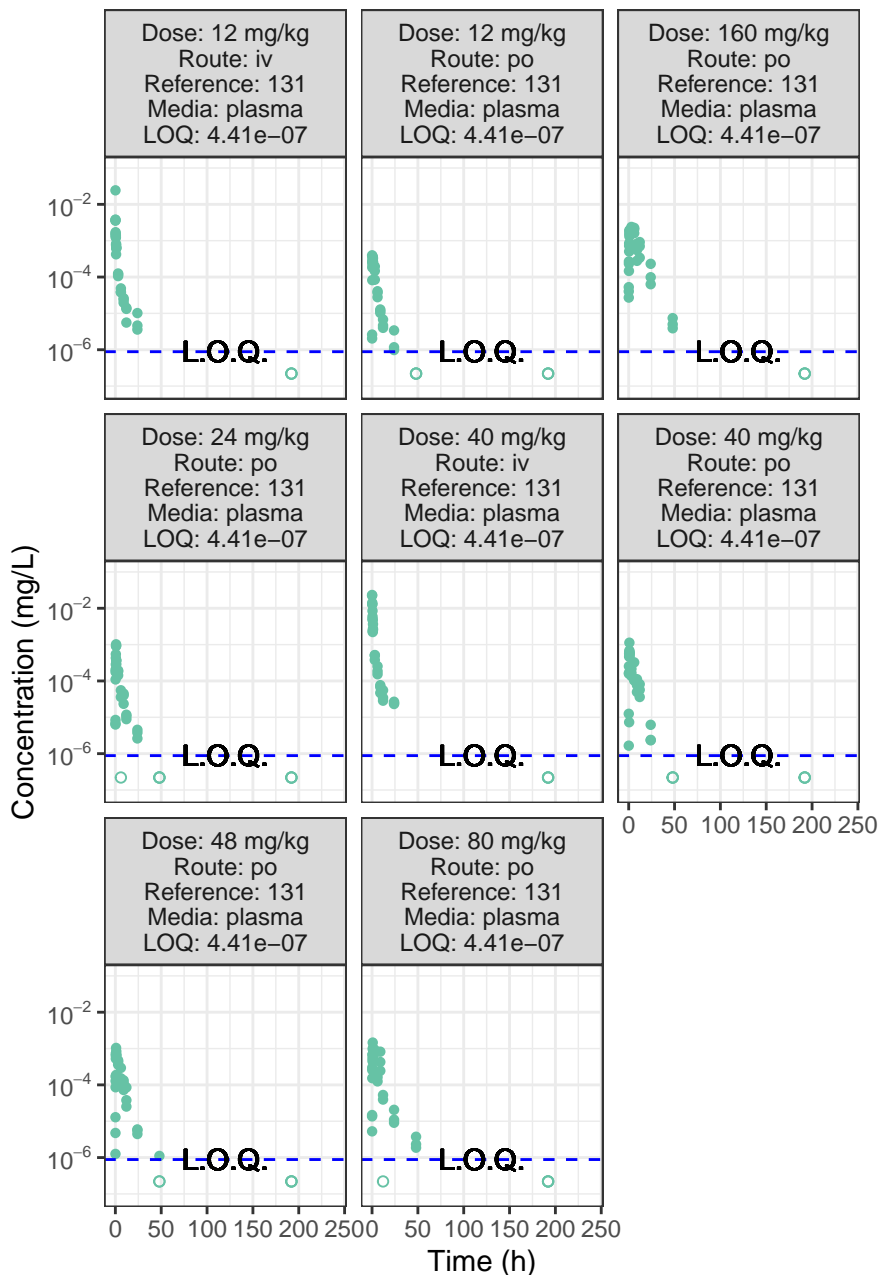 Dose: 12 mg/kg
Route: iv
Reference: 131
Media: plasma
LOQ: 4.41e−07
Dose: 12 mg/kg
Route: po
Reference: 131
Media: plasma
LOQ: 4.41e−07
Dose: 160 mg/kg
Route: po
Reference: 131
Media: plasma
LOQ: 4.41e−07
10⁻²
10⁻⁴
10⁻⁶
L.O.Q.
L.O.Q.
L.O.Q.
Dose: 24 mg/kg
Route: po
Reference: 131
Media: plasma
LOQ: 4.41e−07
Dose: 40 mg/kg
Route: iv
Reference: 131
Media: plasma
LOQ: 4.41e−07
Dose: 40 mg/kg
Route: po
Reference: 131
Media: plasma
LOQ: 4.41e−07
Concentration (mg/L)
10⁻²
10⁻⁴
10⁻⁶
L.O.Q.
L.O.Q.
L.O.Q.
0 50 100 150 200 250
Dose: 48 mg/kg
Route: po
Reference: 131
Media: plasma
LOQ: 4.41e−07
Dose: 80 mg/kg
Route: po
Reference: 131
Media: plasma
LOQ: 4.41e−07
10⁻²
10⁻⁴
10⁻⁶
L.O.Q.
L.O.Q.
0 50 100 150 200 250
0 50 100 150 200 250
Time (h)